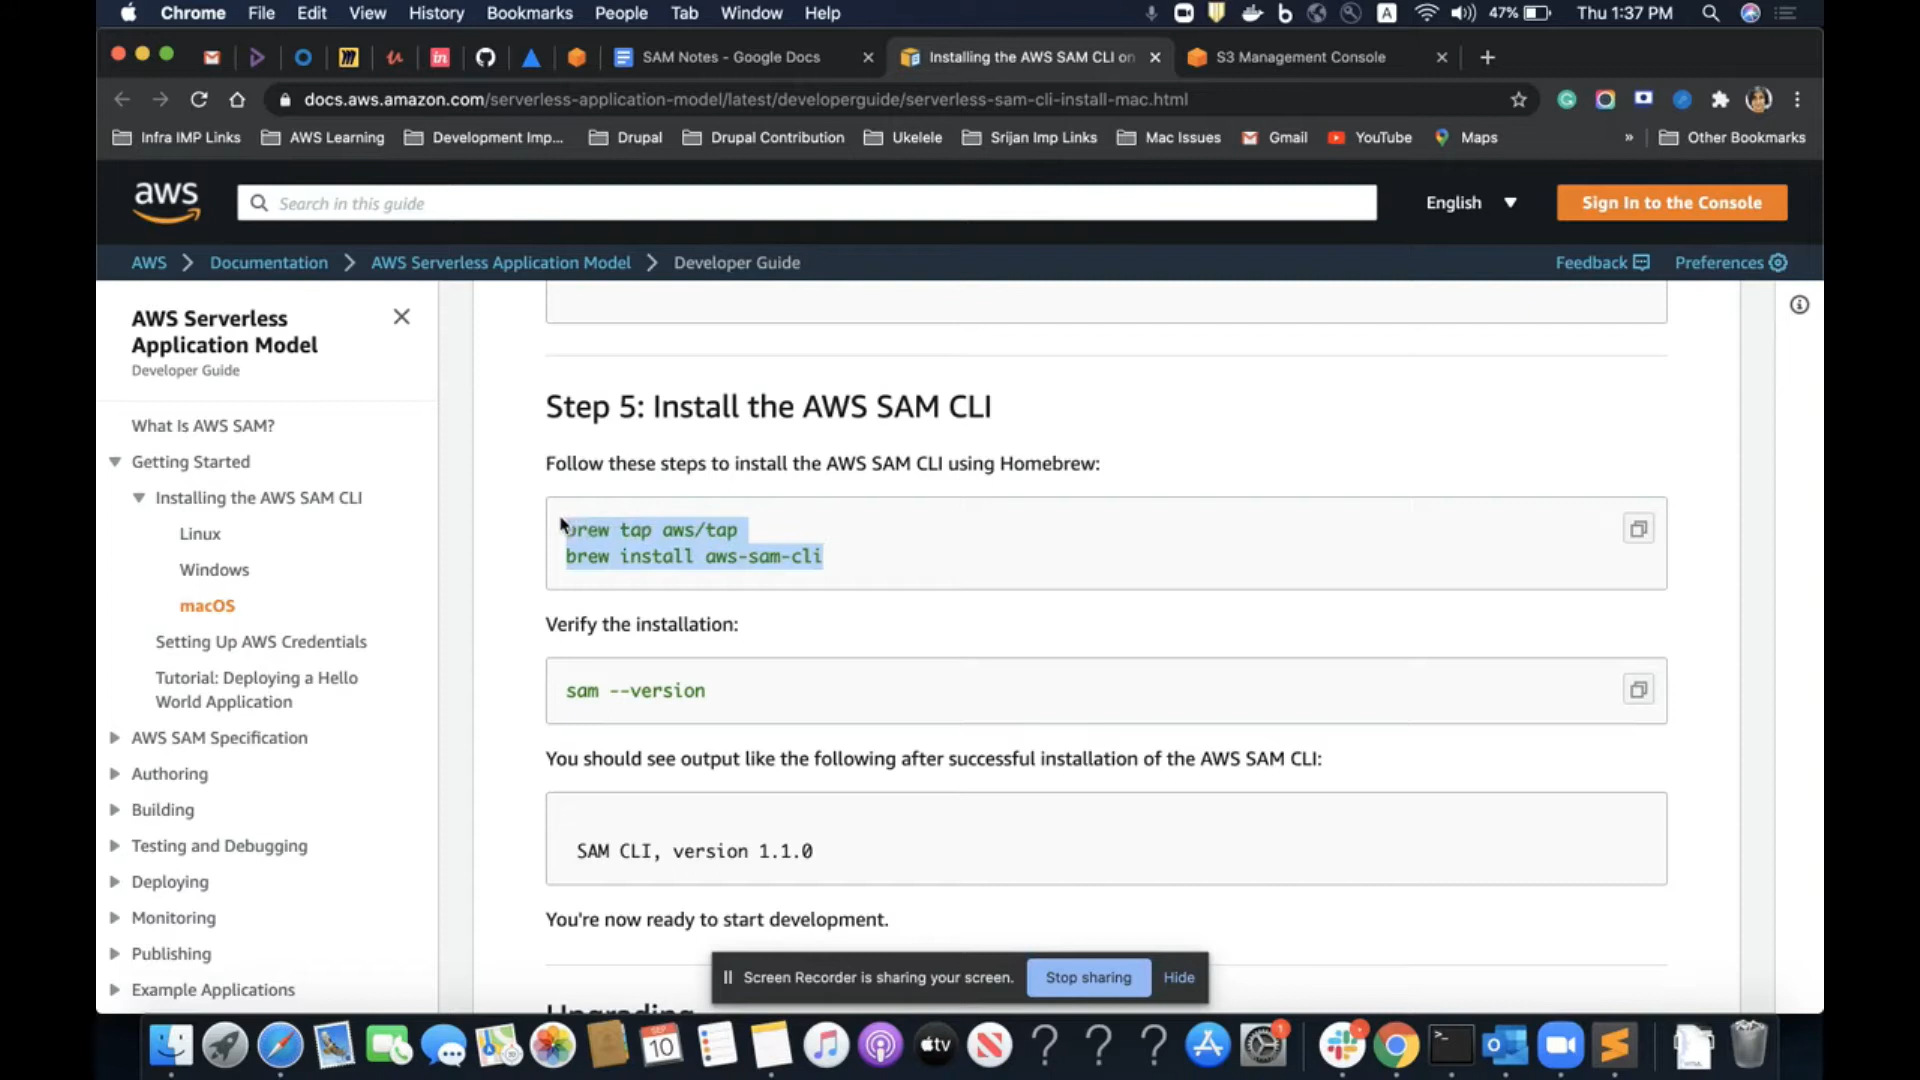 Chrome File Edit View History Bookmarks People Tab Window Help 47% Thu 1:37 PM
SAM Notes - Google Docs Installing the AWS SAM CLI on S3 Management Console
docs.aws.amazon.com/serverless-application-model/latest/developerguide/serverless-sam-cli-install-mac.html
Infra IMP Links AWS Learning Development Imp... Drupal Drupal Contribution Ukelele Srijan Imp Links Mac Issues Gmail YouTube Maps » Other Bookmarks
aws Search in this guide English Sign In to the Console
AWS Documentation AWS Serverless Application Model Developer Guide Feedback Preferences
AWS Serverless
Application Model
Developer Guide
What Is AWS SAM?
Getting Started
Installing the AWS SAM CLI
Linux
Windows
macOS
Setting Up AWS Credentials
Tutorial: Deploying a Hello
World Application
AWS SAM Specification
Authoring
Building
Testing and Debugging
Deploying
Monitoring
Publishing
Example Applications
Step 5: Install the AWS SAM CLI
Follow these steps to install the AWS SAM CLI using Homebrew:
brew tap aws/tap
brew install aws-sam-cli
Verify the installation:
sam --version
You should see output like the following after successful installation of the AWS SAM CLI:
SAM CLI, version 1.1.0
You're now ready to start development.
Upgrading
Screen Recorder is sharing your screen. Stop sharing Hide
SEP
10
tv
1